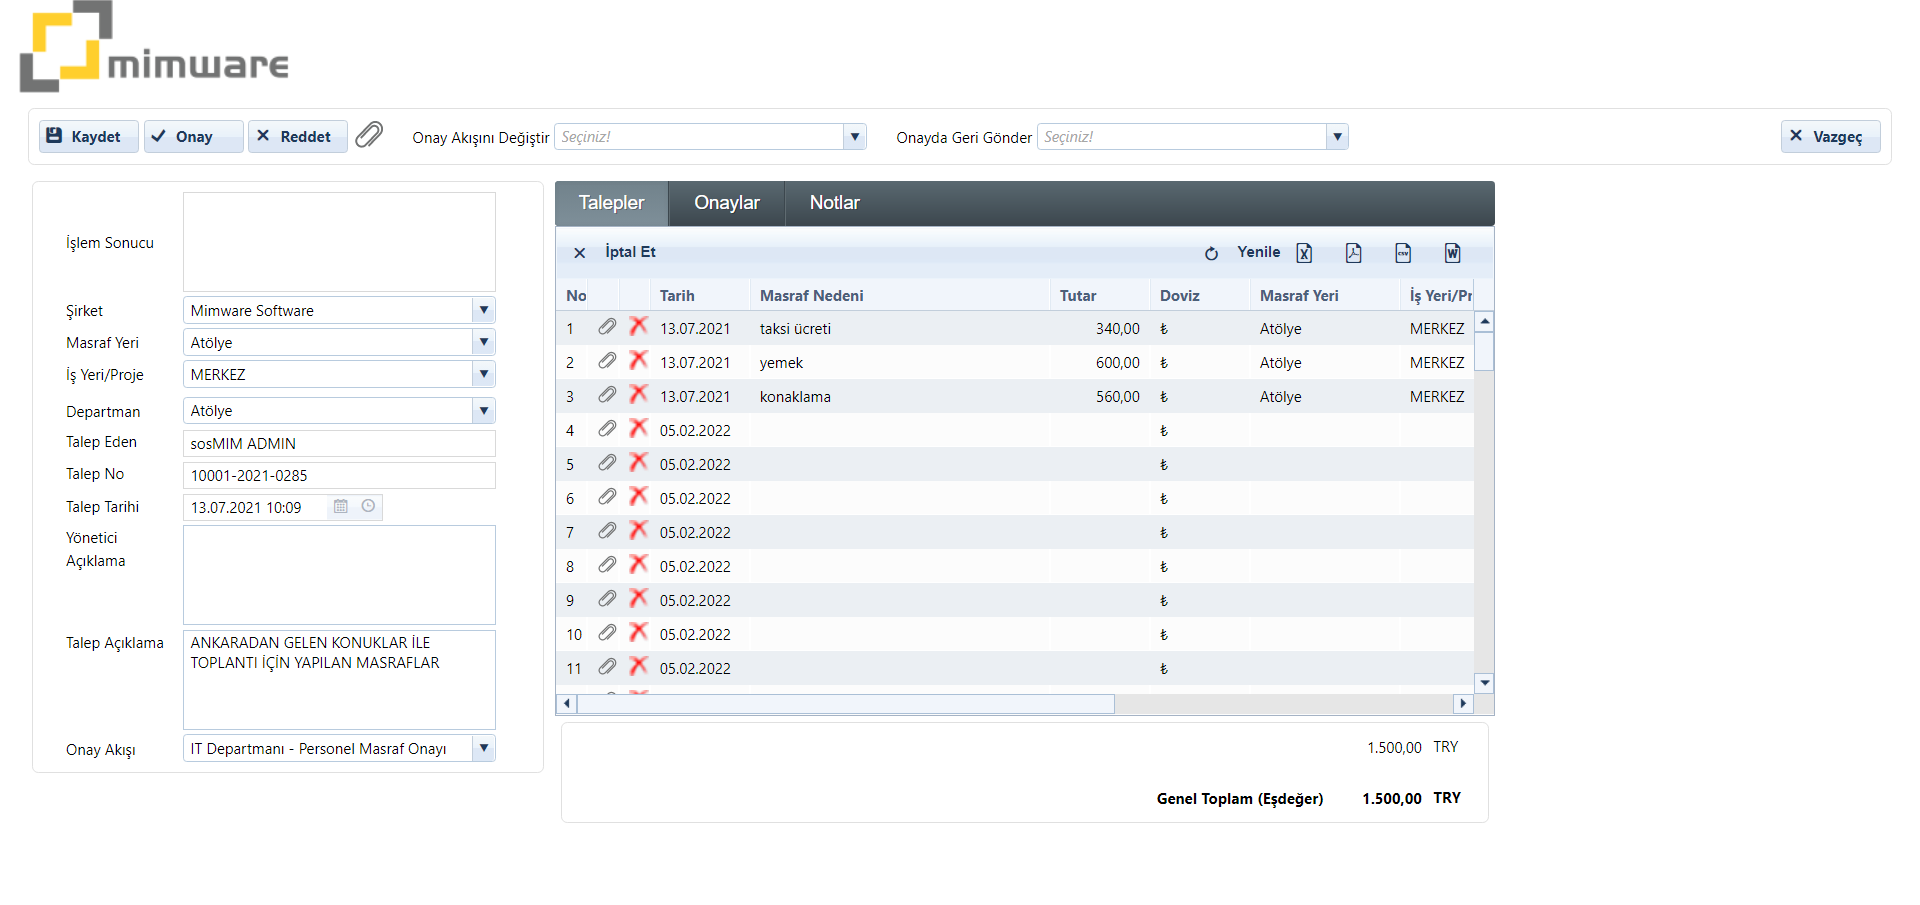 mimware
Kaydet Onay Reddet Onay Akışını Değiştir Seçiniz! Onayda Geri Gönder Seçiniz! Vazgeç
İşlem Sonucu
Şirket Mimware Software
Masraf Yeri Atölye
İş Yeri/Proje MERKEZ
Departman Atölye
Talep Eden sosMIM ADMIN
Talep No 10001-2021-0285
Talep Tarihi 13.07.2021 10:09
Yönetici
Açıklama
Talep Açıklama ANKARADAN GELEN KONUKLAR İLE
TOPLANTI İÇİN YAPILAN MASRAFLAR
Onay Akışı IT Departmanı - Personel Masraf Onayı
Talepler Onaylar Notlar
İptal Et Yenile X CSV W
No Tarih Masraf Nedeni Tutar Doviz Masraf Yeri İş Yeri/Pr
1 13.07.2021 taksi ücreti 340,00 ₺ Atölye MERKEZ
2 13.07.2021 yemek 600,00 ₺ Atölye MERKEZ
3 13.07.2021 konaklama 560,00 ₺ Atölye MERKEZ
4 05.02.2022 ₺
5 05.02.2022 ₺
6 05.02.2022 ₺
7 05.02.2022 ₺
8 05.02.2022 ₺
9 05.02.2022 ₺
10 05.02.2022 ₺
11 05.02.2022 ₺
1.500,00 TRY
Genel Toplam (Eşdeğer) 1.500,00 TRY